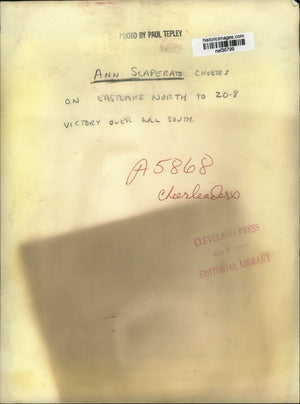 PHOTO BY PAUL TEPLEY
historicimages.com
ANN SCAPERATO CHEERS
ON EASTLAKE NORTH TO 20-8
VICTORY OVER WIL SOUTH.
A5868
Cheerleaders
CLEVELAND PRESS
EDITORIAL LIBRARY